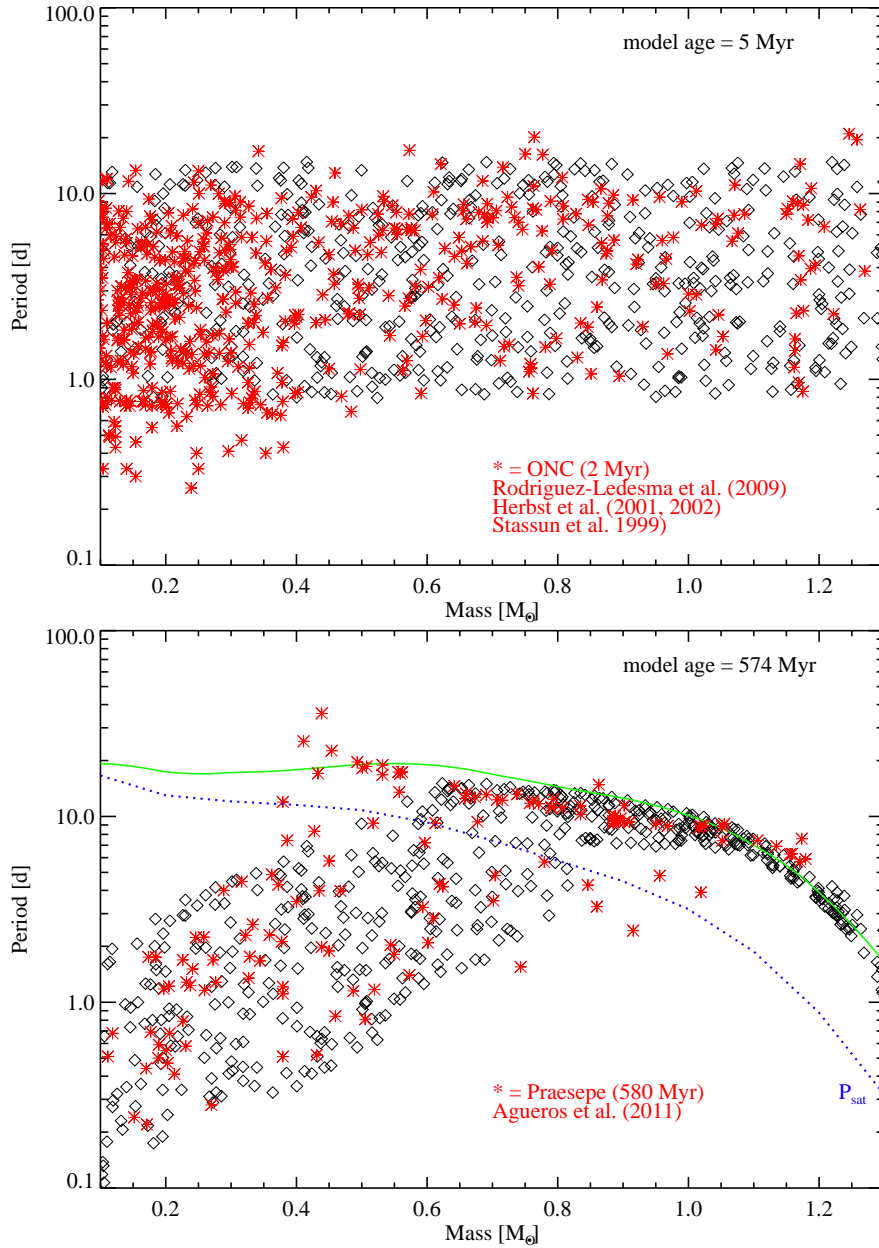 100.0
model age = 5 Myr
10.0
Period [d]
1.0
* = ONC (2 Myr)
Rodriguez-Ledesma et al. (2009)
Herbst et al. (2001, 2002)
Stassun et al. 1999)
0.1
0.2 0.4 0.6 0.8 1.0 1.2
Mass [M☉]
100.0
model age = 574 Myr
10.0
Period [d]
1.0
* = Praesepe (580 Myr)
Agueros et al. (2011)
Psat
0.1
0.2 0.4 0.6 0.8 1.0 1.2
Mass [M☉]